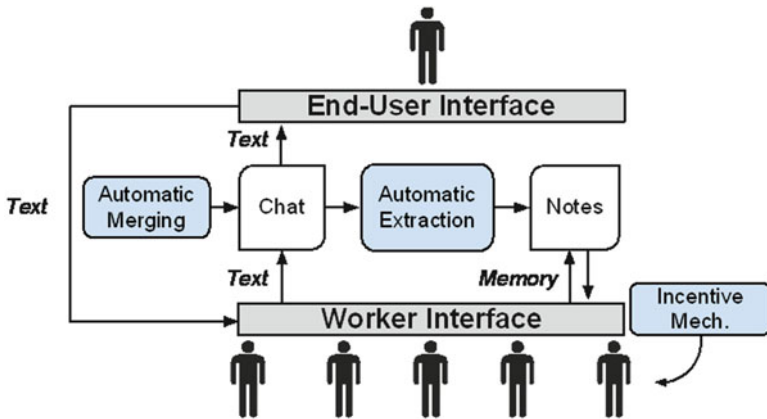 End-User Interface
Text
Text
Automatic
Merging
Chat
Automatic
Extraction
Notes
Text
Memory
Incentive
Mech.
Worker Interface